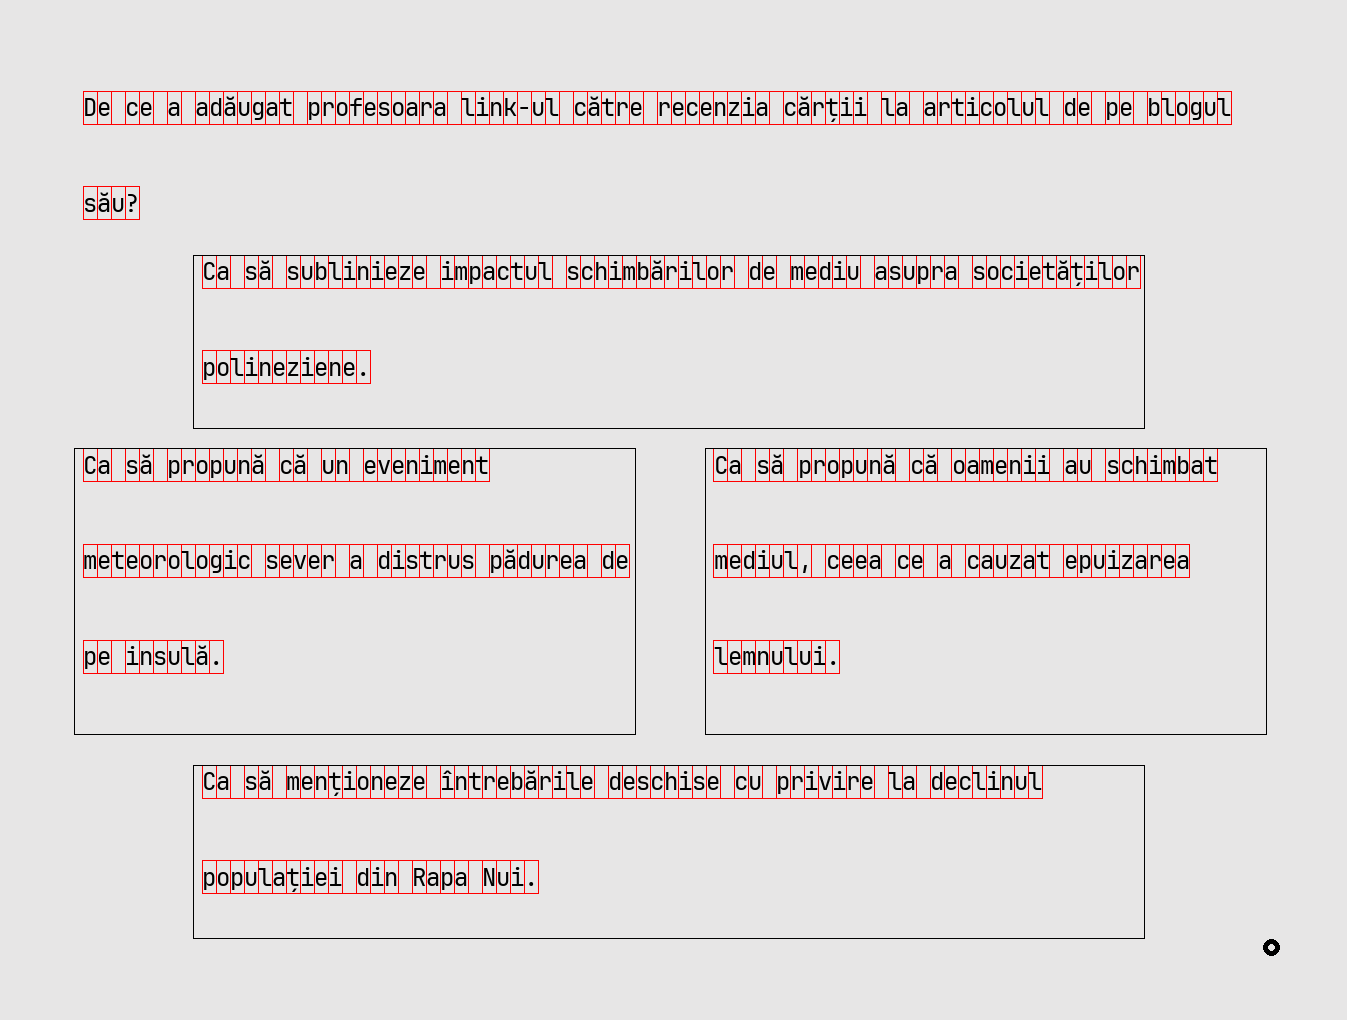 De ce a adăugat profesoara link-ul către recenzia cărții la articolul de pe blogul
său?
Ca să sublinieze impactul schimbărilor de mediu asupra societăților
polineziene.
Ca să propună că un eveniment
meteorologic sever a distrus pădurea de
pe insulă.
Ca să propună că oamenii au schimbat
mediul, ceea ce a cauzat epuizarea
lemnului.
Ca să menționeze întrebările deschise cu privire la declinul
populației din Rapa Nui.